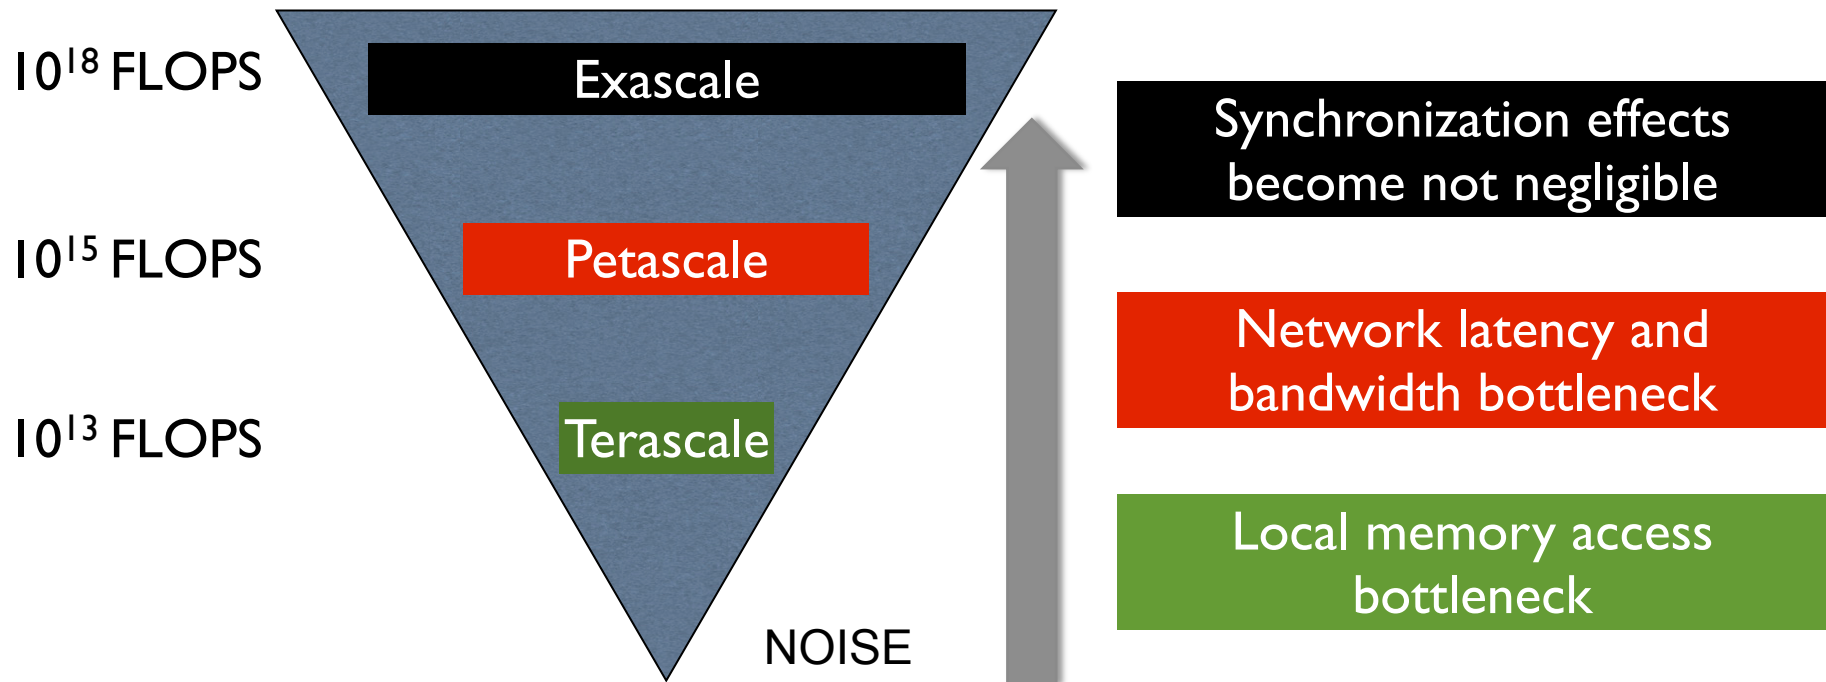 10¹⁸ FLOPS
Exascale
Synchronization effects
become not negligible
10¹⁵ FLOPS
Petascale
Network latency and
bandwidth bottleneck
10¹³ FLOPS
Terascale
Local memory access
bottleneck
NOISE